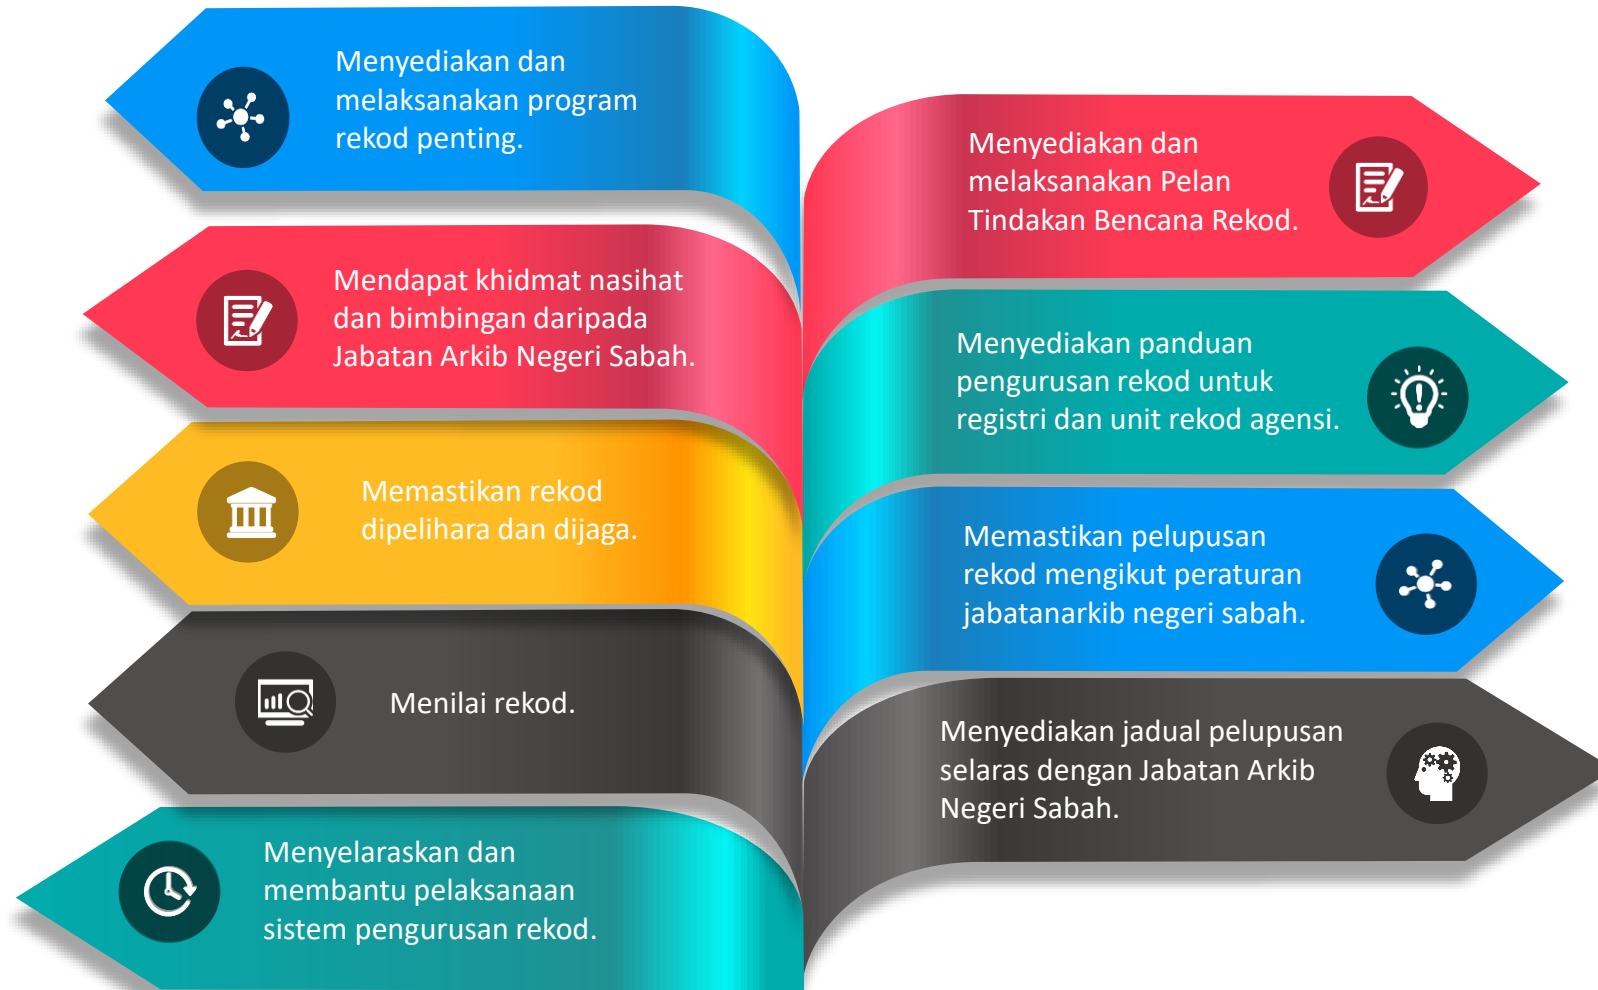 Menyediakan dan
melaksanakan program
rekod penting.
Mendapat khidmat nasihat
dan bimbingan daripada
Jabatan Arkib Negeri Sabah.
Memastikan rekod
dipelihara dan dijaga.
Menilai rekod.
Menyelaraskan dan
membantu pelaksanaan
sistem pengurusan rekod.
Menyediakan dan
melaksanakan Pelan
Tindakan Bencana Rekod.
Menyediakan panduan
pengurusan rekod untuk
registri dan unit rekod agensi.
Memastikan pelupusan
rekod mengikut peraturan
jabatanarkib negeri sabah.
Menyediakan jadual pelupusan
selaras dengan Jabatan Arkib
Negeri Sabah.